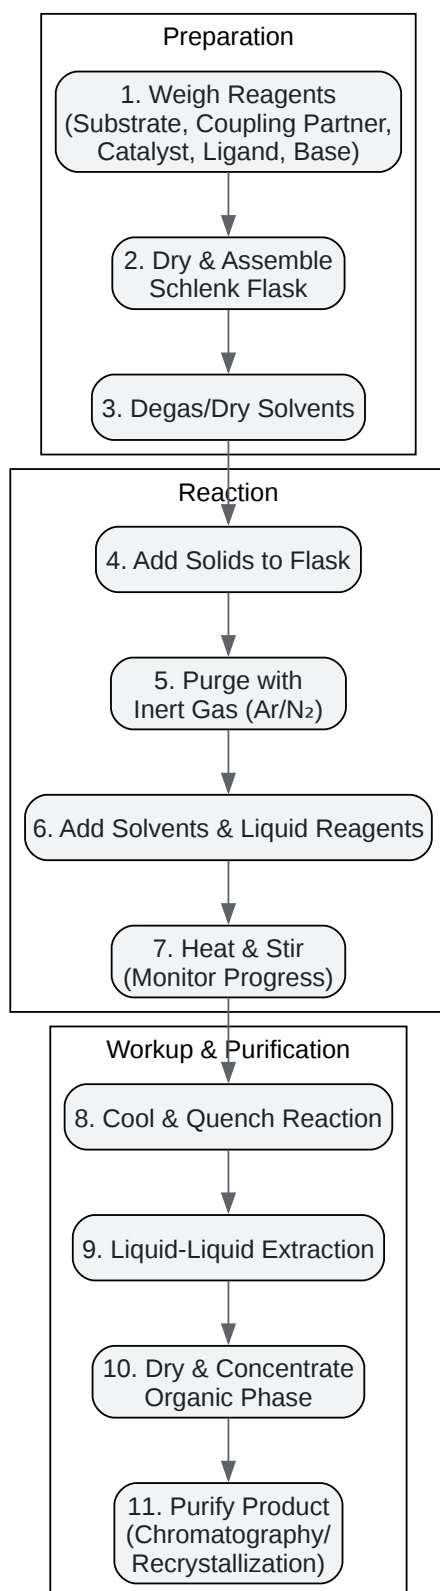 Preparation
1. Weigh Reagents
(Substrate, Coupling Partner,
Catalyst, Ligand, Base)
2. Dry & Assemble
Schlenk Flask
3. Degas/Dry Solvents
Reaction
4. Add Solids to Flask
5. Purge with
Inert Gas (Ar/N₂)
6. Add Solvents & Liquid Reagents
7. Heat & Stir
(Monitor Progress)
Workup & Purification
8. Cool & Quench Reaction
9. Liquid-Liquid Extraction
10. Dry & Concentrate
Organic Phase
11. Purify Product
(Chromatography/
Recrystallization)